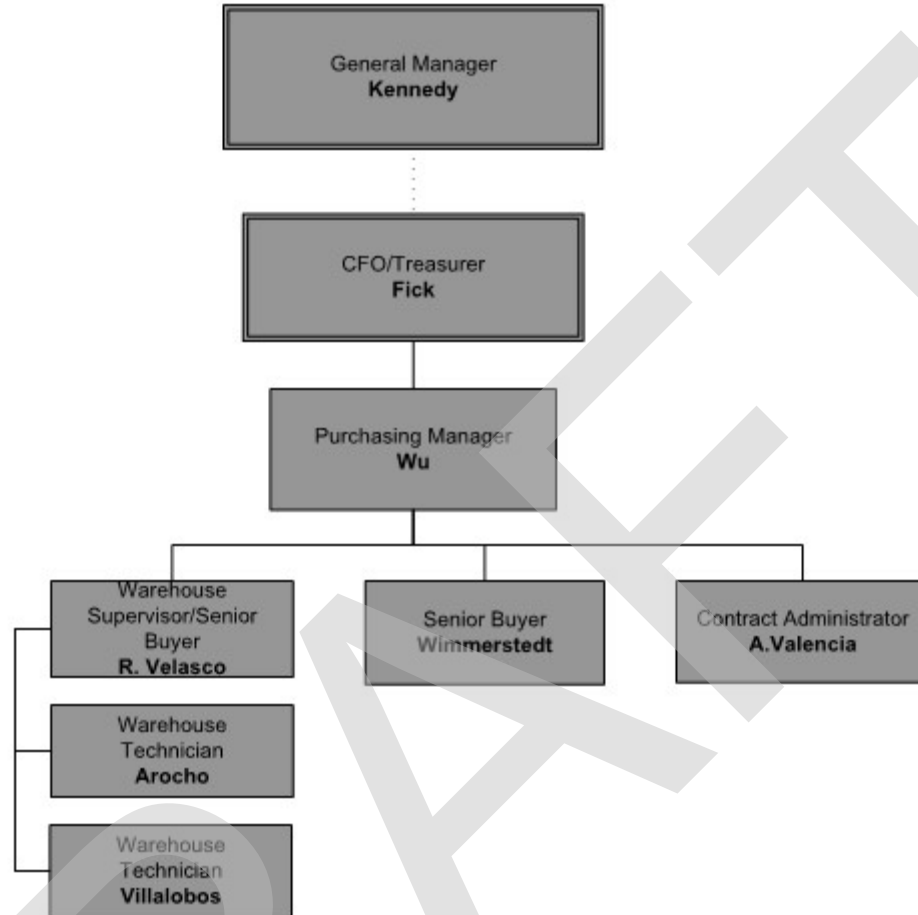 General Manager
Kennedy
CFO/Treasurer
Fick
Purchasing Manager
Wu
Warehouse
Supervisor/Senior
Buyer
R. Velasco
Senior Buyer
Wimmerstedt
Contract Administrator
A.Valencia
Warehouse
Technician
Arocho
Warehouse
Technician
Villalobos
DRAFT